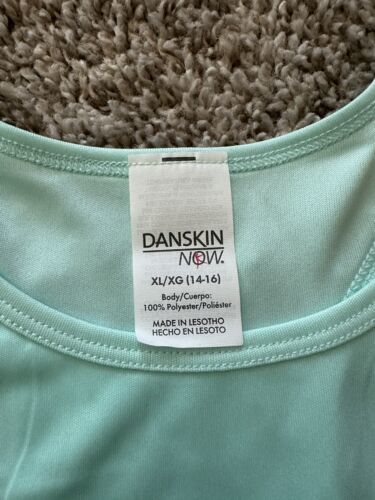 DANSKIN
NOW.
XL/XG (14-16)
Body/Cuerpo:
100% Polyester/Poliéster
MADE IN LESOTHO
HECHO EN LESOTO